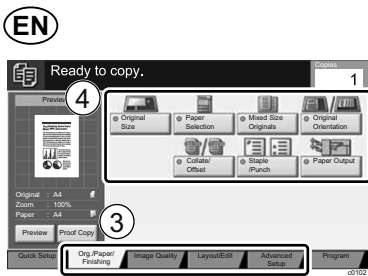 EN
Ready to copy.
Copies
1
Preview
4
Original Size
Paper Selection
Mixed Size Originals
Original Orientation
Collate/Offset
Staple/Punch
Paper Output
Original : A4
Zoom : 100%
Paper : A4
Preview
Proof Copy
3
Quick Setup
Org./Paper/Finishing
Image Quality
Layout/Edit
Advanced Setup
Program
c0102